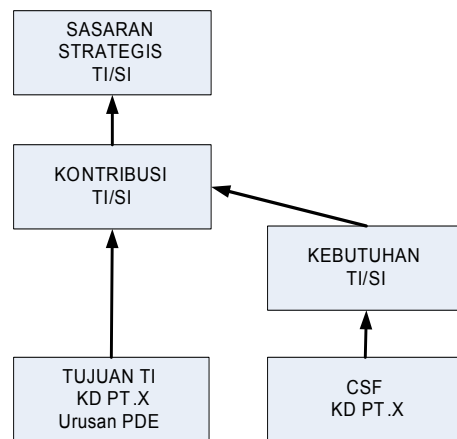 SASARAN
STRATEGIS
TI/SI
KONTRIBUSI
TI/SI
KEBUTUHAN
TI/SI
TUJUAN TI
KD PT.X
Urusan PDE
CSF
KD PT.X